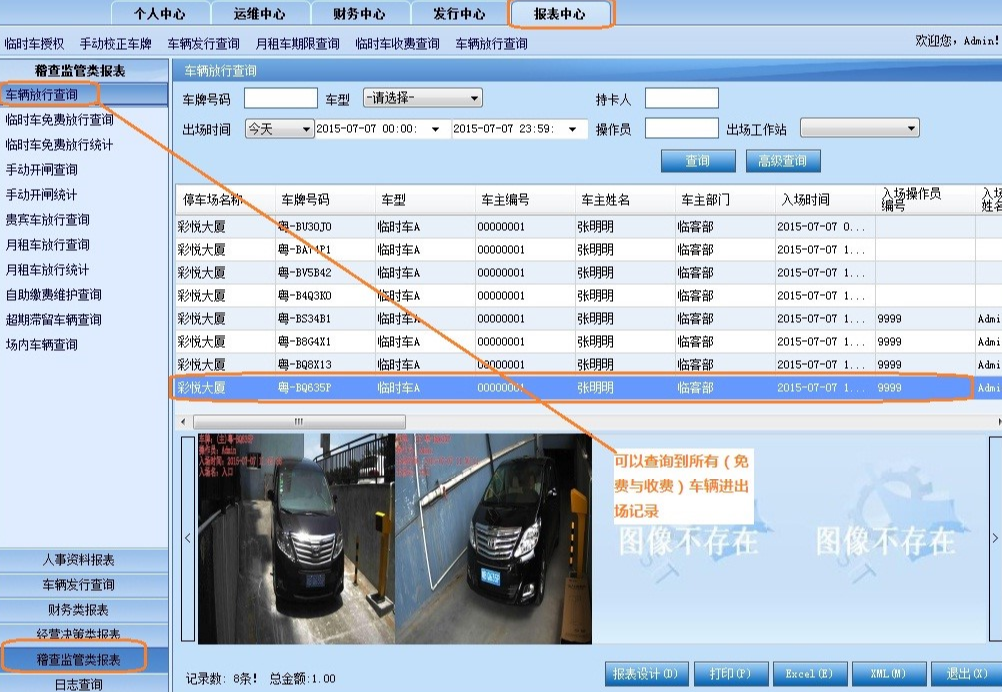 个人中心 运维中心 财务中心 发行中心 报表中心
临时车授权 手动校正车牌 车辆发行查询 月租车期限查询 临时车收费查询 车辆放行查询 欢迎您，Admin!
稽查监管类报表
车辆放行查询
临时车免费放行查询
临时车免费放行统计
手动开闸查询
手动开闸统计
贵宾车放行查询
月租车放行查询
月租车放行统计
自助缴费维护查询
超期滞留车辆查询
场内车辆查询
人事资料报表
车辆发行查询
财务类报表
经营决策类报表
稽查监管类报表
日志查询
车辆放行查询
车牌号码 车型 -请选择- 持卡人
出场时间 今天 2015-07-07 00:00: 2015-07-07 23:59: 操作员 出场工作站
查询 高级查询
停车场名称 车牌号码 车型 车主编号 车主姓名 车主部门 入场时间 入场操作员编号 入场 姓名
彩悦大厦 粤-BU30J0 临时车A 00000001 张明明 临客部 2015-07-07 0...
彩悦大厦 临时车A 00000001 张明明 临客部 2015-07-07 1...
彩悦大厦 粤-BV5B42 临时车A 00000001 张明明 临客部 2015-07-07 1...
彩悦大厦 粤-B4Q3K0 临时车A 00000001 张明明 临客部 2015-07-07 1...
彩悦大厦 粤-BS34B1 临时车A 00000001 张明明 临客部 2015-07-07 1... 9999 Admi
彩悦大厦 粤-B8G4X1 临时车A 00000001 张明明 临客部 2015-07-07 1... 9999 Admi
彩悦大厦 粤-BQ8X13 临时车A 00000001 张明明 临客部 2015-07-07 1... 9999 Admi
彩悦大厦 粤-BQ635P 临时车A 00000001 张明明 临客部 2015-07-07 1... 9999 Admi
车牌：(主)粤-BQ635P
操作员：Admin
入场时间：2015-07-07
入场名：入口
可以查询到所有（免
费与收费）车辆进出
场记录
图像不存在 图像不存在
记录数：8条！ 总金额:1.00
报表设计(D) 打印(P) Excel(E) XML(M) 退出(X)